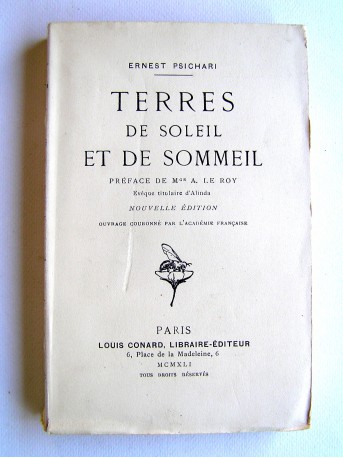 ERNEST PSICHARI
TERRES
DE SOLEIL
ET DE SOMMEIL
PRÉFACE DE Mgr A. LE ROY
Evêque titulaire d'Alinda
NOUVELLE ÉDITION
OUVRAGE COURONNÉ PAR L'ACADÉMIE FRANÇAISE
PARIS
LOUIS CONARD, LIBRAIRE-ÉDITEUR
6, Place de la Madeleine, 6
MCMXLI
TOUS DROITS RÉSERVÉS